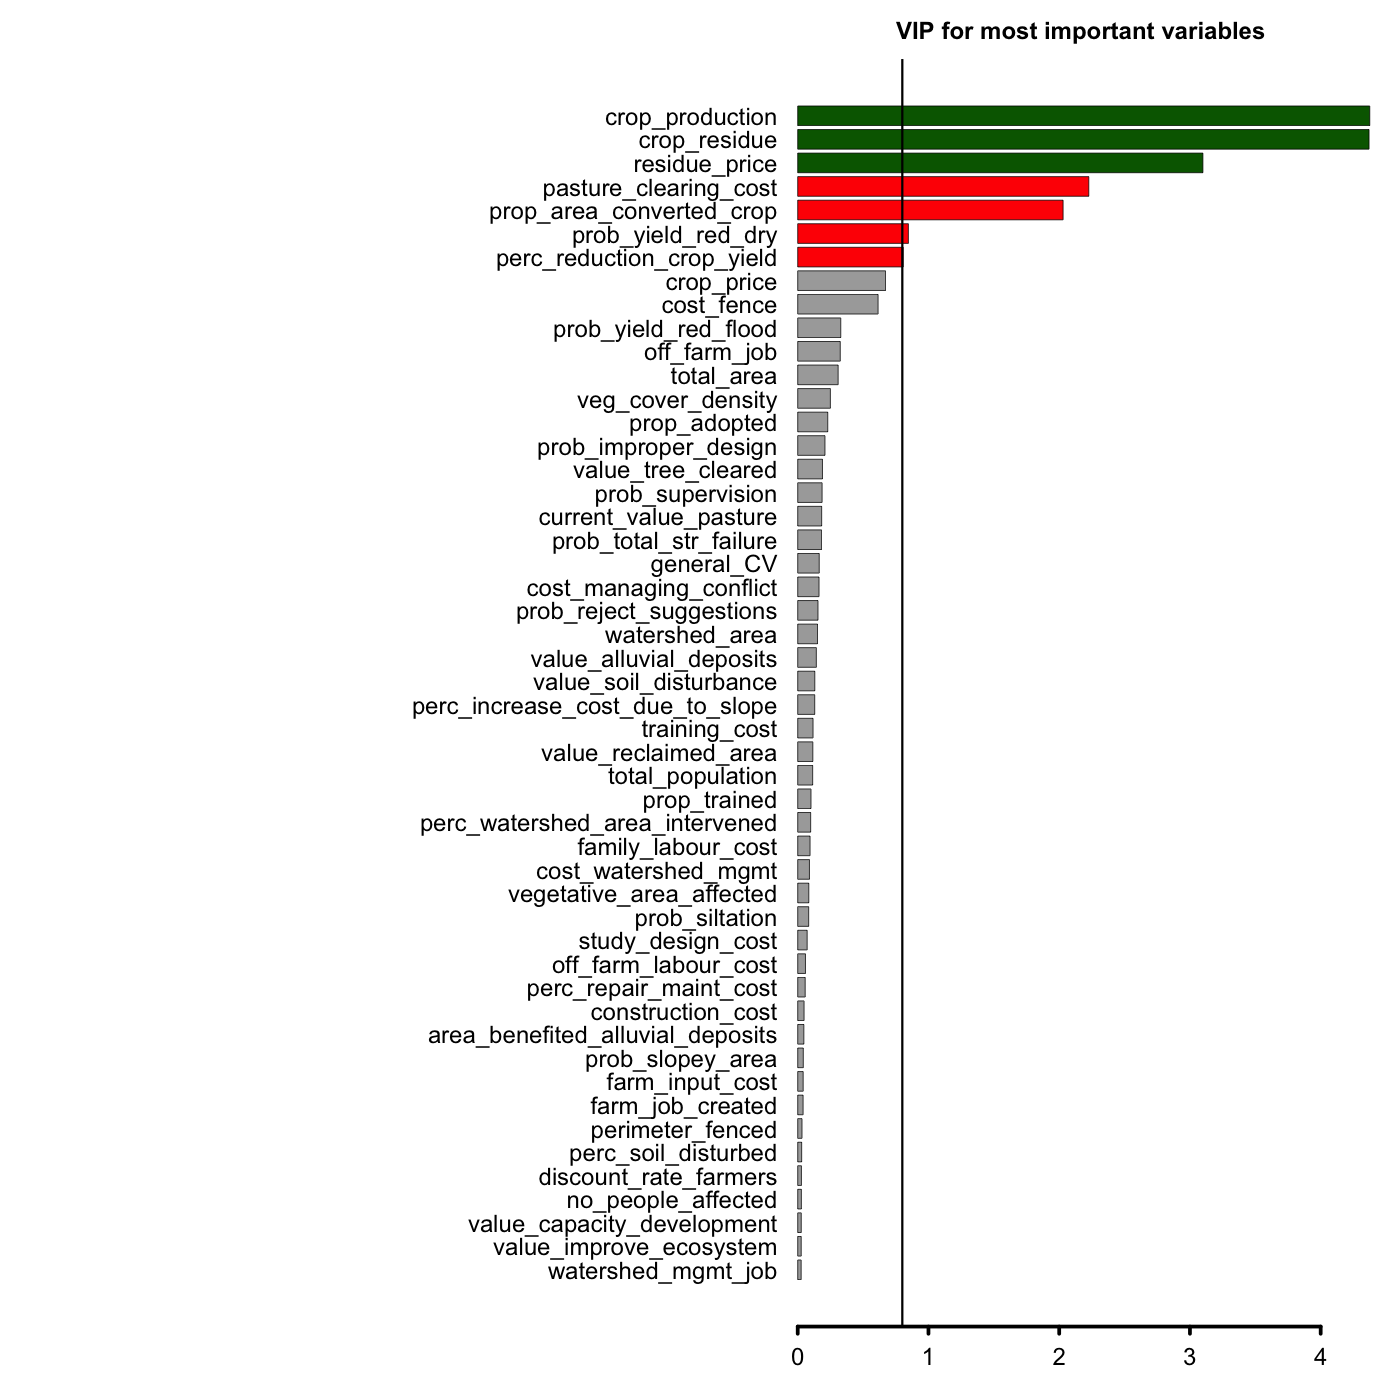 VIP for most important variables
crop_production
crop_residue
residue_price
pasture_clearing_cost
prop_area_converted_crop
prob_yield_red_dry
perc_reduction_crop_yield
crop_price
cost_fence
prob_yield_red_flood
off_farm_job
total_area
veg_cover_density
prop_adopted
prob_improper_design
value_tree_cleared
prob_supervision
current_value_pasture
prob_total_str_failure
general_CV
cost_managing_conflict
prob_reject_suggestions
watershed_area
value_alluvial_deposits
value_soil_disturbance
perc_increase_cost_due_to_slope
training_cost
value_reclaimed_area
total_population
prop_trained
perc_watershed_area_intervened
family_labour_cost
cost_watershed_mgmt
vegetative_area_affected
prob_siltation
study_design_cost
off_farm_labour_cost
perc_repair_maint_cost
construction_cost
area_benefited_alluvial_deposits
prob_slopey_area
farm_input_cost
farm_job_created
perimeter_fenced
perc_soil_disturbed
discount_rate_farmers
no_people_affected
value_capacity_development
value_improve_ecosystem
watershed_mgmt_job
0 1 2 3 4